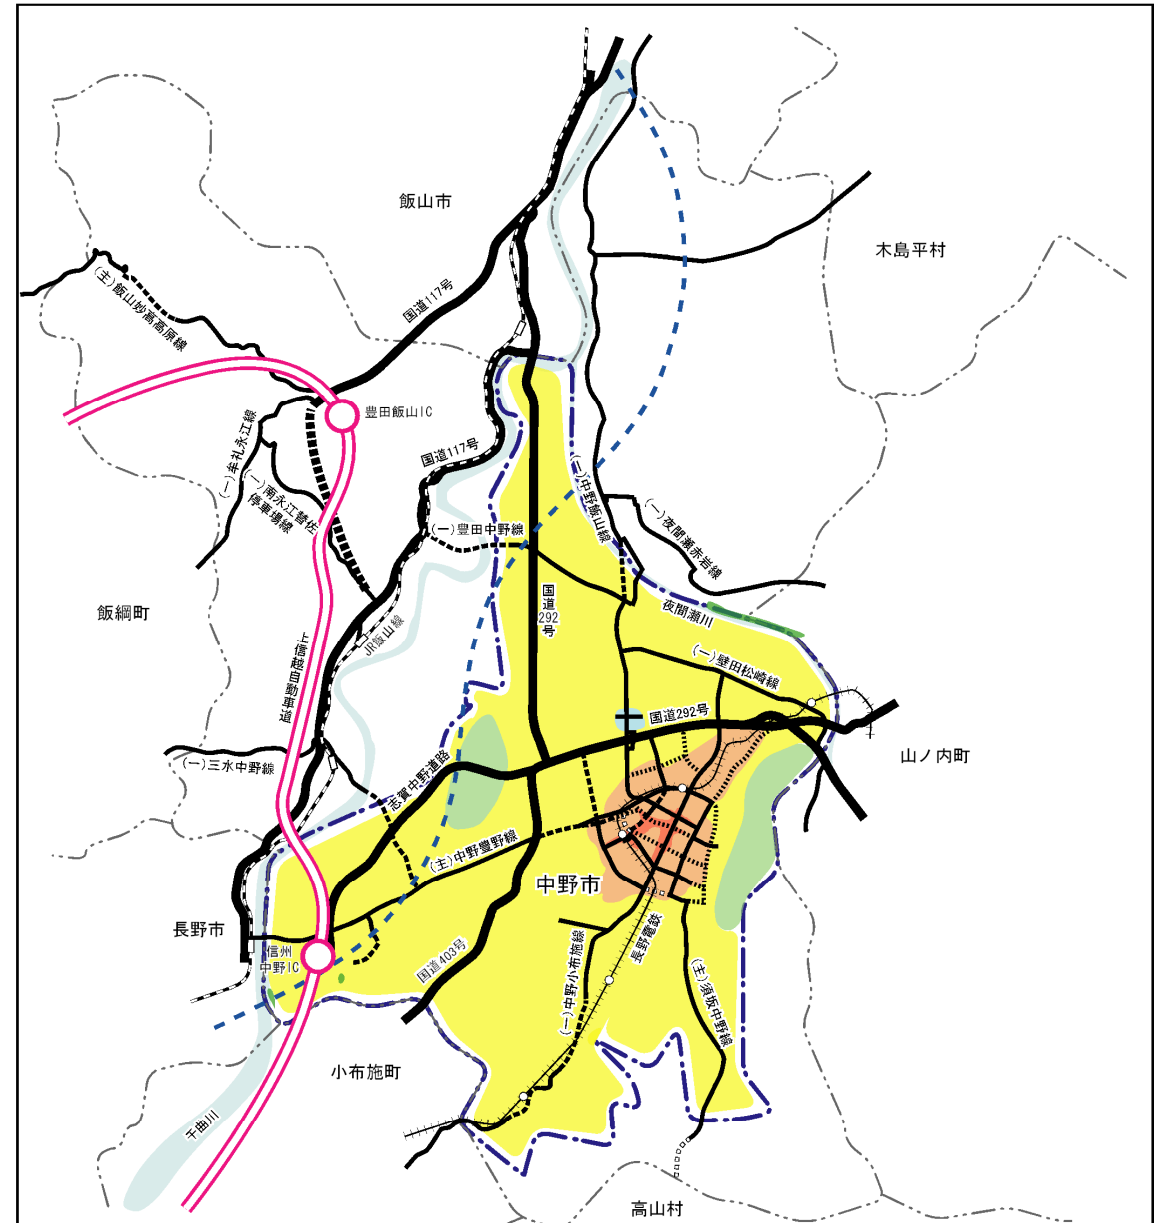 飯山市
木島平村
(主)飯山妙高高原線
国道117号
豊田飯山IC
(一)牟礼永江線
国道117号
(一)南永江替佐
停車場線
(一)中野飯山線
(一)豊田中野線
(一)夜間瀬赤岩線
飯綱町
国道
292
号
夜間瀬川
JR飯山線
上信越自動車道
(一)壁田松崎線
国道292号
(一)三水中野線
志賀中野道路
山ノ内町
(主)中野豊野線
中野市
長野市
信州
中野IC
国道403号
(一)中野小布施線
長野電鉄
(主)須坂中野線
小布施町
千曲川
高山村